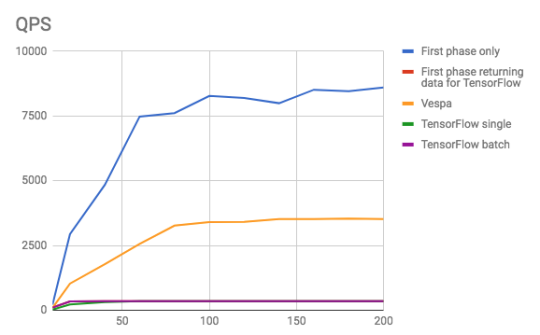 QPS
10000
7500
5000
2500
0
50
100
150
200
First phase only
First phase returning
data for TensorFlow
Vespa
TensorFlow single
TensorFlow batch